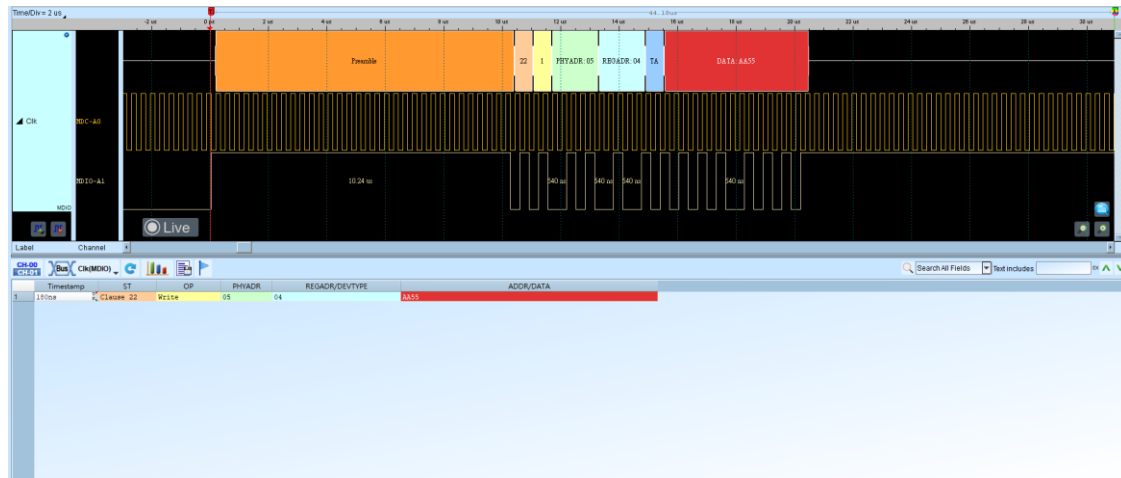 Time/Div= 2 us
44.18us
-2 us 0 us 2 us 4 us 6 us 8 us 10 us 12 us 14 us 16 us 18 us 20 us 22 us 24 us 26 us 28 us 30 us
Preamble 22 1 PHYADR:05 REGADR:04 TA DATA:AA55
Clk MDC-A0
MDIO-A1 10.24 us 540 ns 540 ns 540 ns 540 ns
MDIO
Live
Label Channel
CH-00
CH-01 Bus Clk(MDIO) Search All Fields Text includes
Timestamp ST OP PHYADR REGADR/DEVTYPE ADDR/DATA
1 180ns Clause 22 Write 05 04 AA55